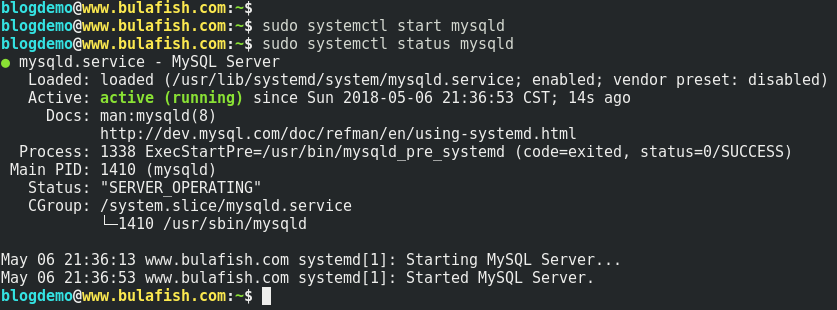 blogdemo@www.bulafish.com:~$
blogdemo@www.bulafish.com:~$ sudo systemctl start mysqld
blogdemo@www.bulafish.com:~$ sudo systemctl status mysqld
● mysqld.service - MySQL Server
   Loaded: loaded (/usr/lib/systemd/system/mysqld.service; enabled; vendor preset: disabled)
   Active: active (running) since Sun 2018-05-06 21:36:53 CST; 14s ago
     Docs: man:mysqld(8)
           http://dev.mysql.com/doc/refman/en/using-systemd.html
  Process: 1338 ExecStartPre=/usr/bin/mysqld_pre_systemd (code=exited, status=0/SUCCESS)
 Main PID: 1410 (mysqld)
   Status: "SERVER_OPERATING"
   CGroup: /system.slice/mysqld.service
           └─1410 /usr/sbin/mysqld

May 06 21:36:13 www.bulafish.com systemd[1]: Starting MySQL Server...
May 06 21:36:53 www.bulafish.com systemd[1]: Started MySQL Server.
blogdemo@www.bulafish.com:~$